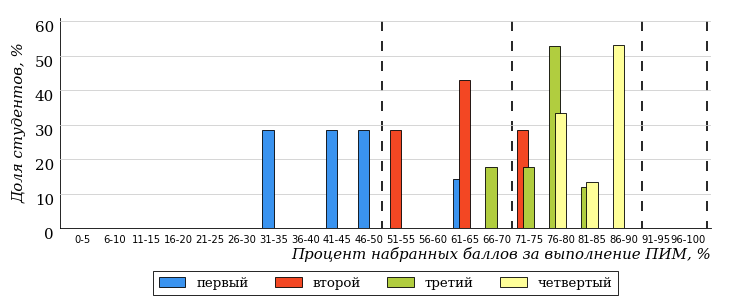 Доля студентов, %
60
50
40
30
20
10
0
0-5 6-10 11-15 16-20 21-25 26-30 31-35 36-40 41-45 46-50 51-55 56-60 61-65 66-70 71-75 76-80 81-85 86-90 91-95 96-100
Процент набранных баллов за выполнение ПИМ, %
первый второй третий четвертый